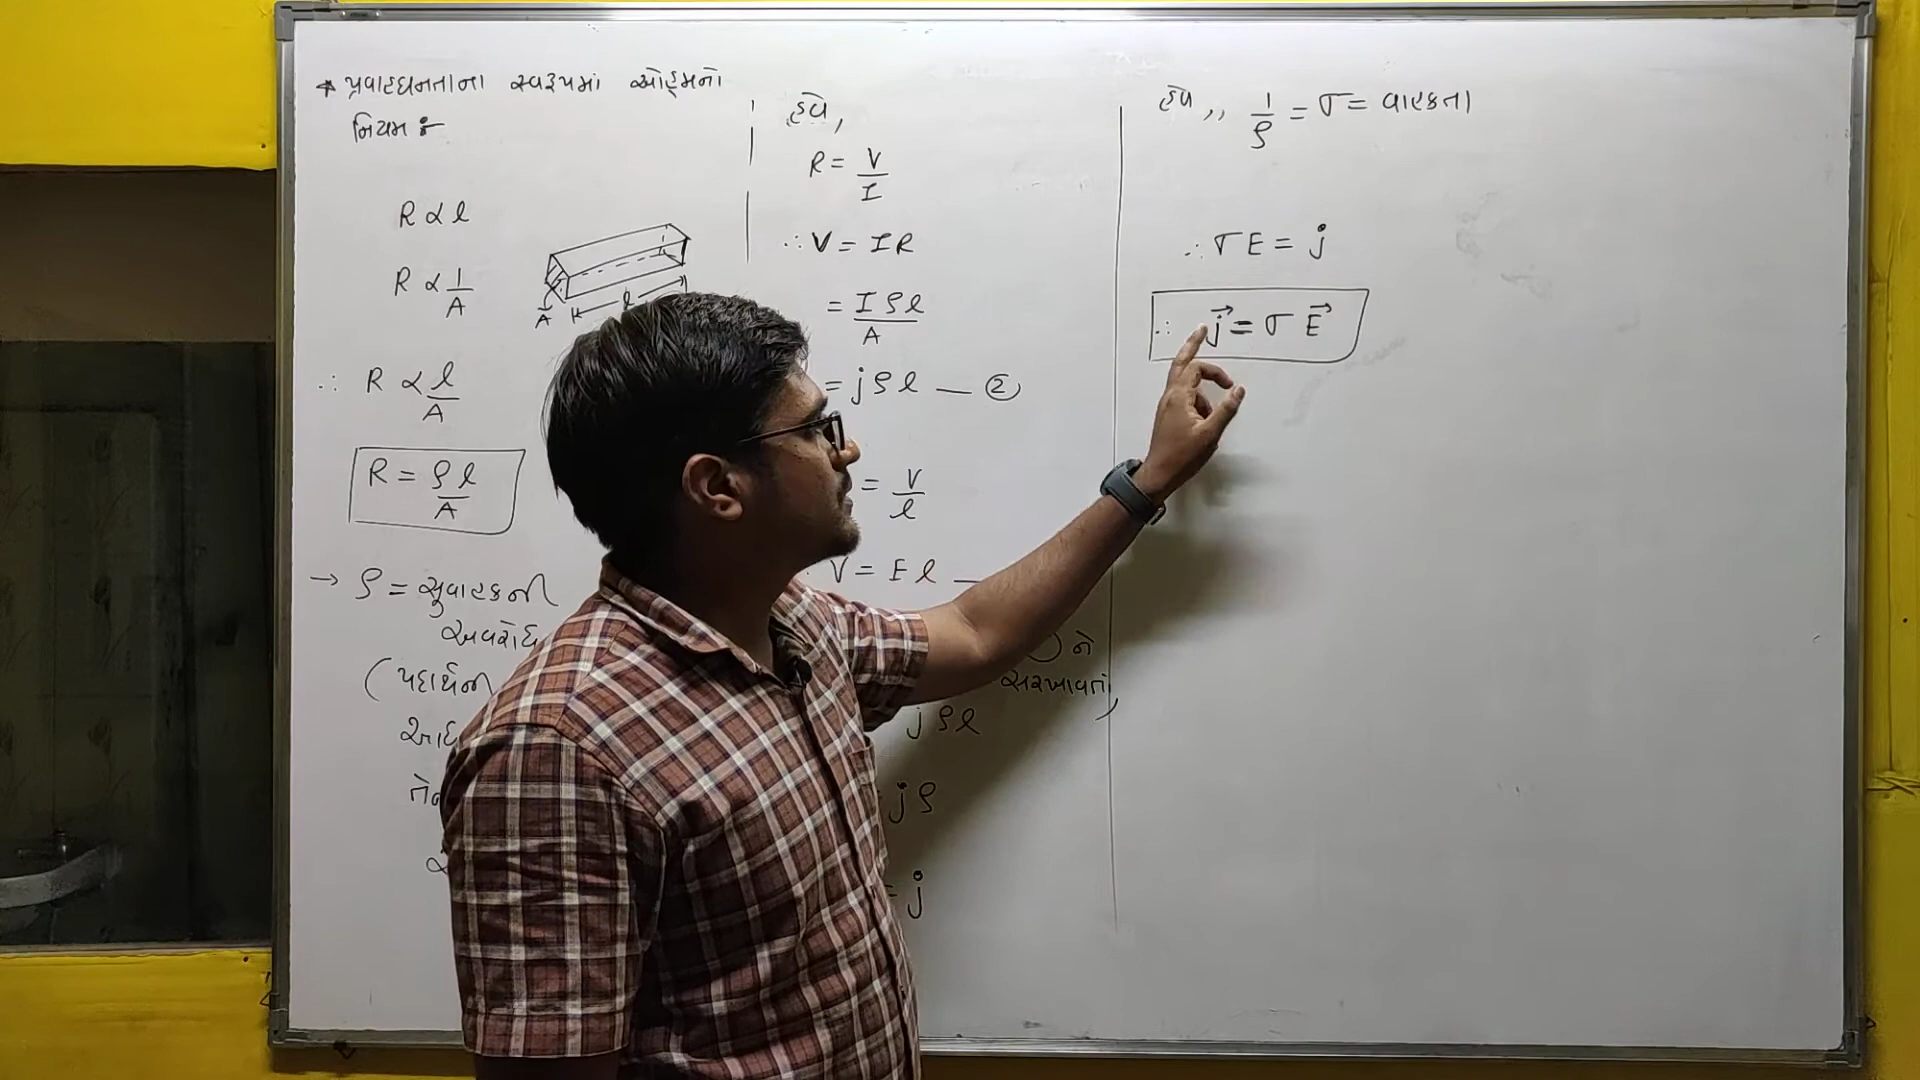 * પ્રવાહઘનતાના સ્વરૂપમાં ઓહ્મનો
નિયમ :-
R ∝ l
R ∝ 1/A
A
l
∴ R ∝ l/A
R = ρl/A
→ ρ = સુવાહકની
અવરોધ
( પદાર્થની
હવે,
R = V/I
∴ V = IR
= Iρl/A
= jρl — ②
= V/l
V = El —
ને
સરખાવતાં,
jρl
jρ
= j
હવે,, 1/ρ = σ = વાહકતા
∴ σE = j
∴ j⃗ = σ E⃗